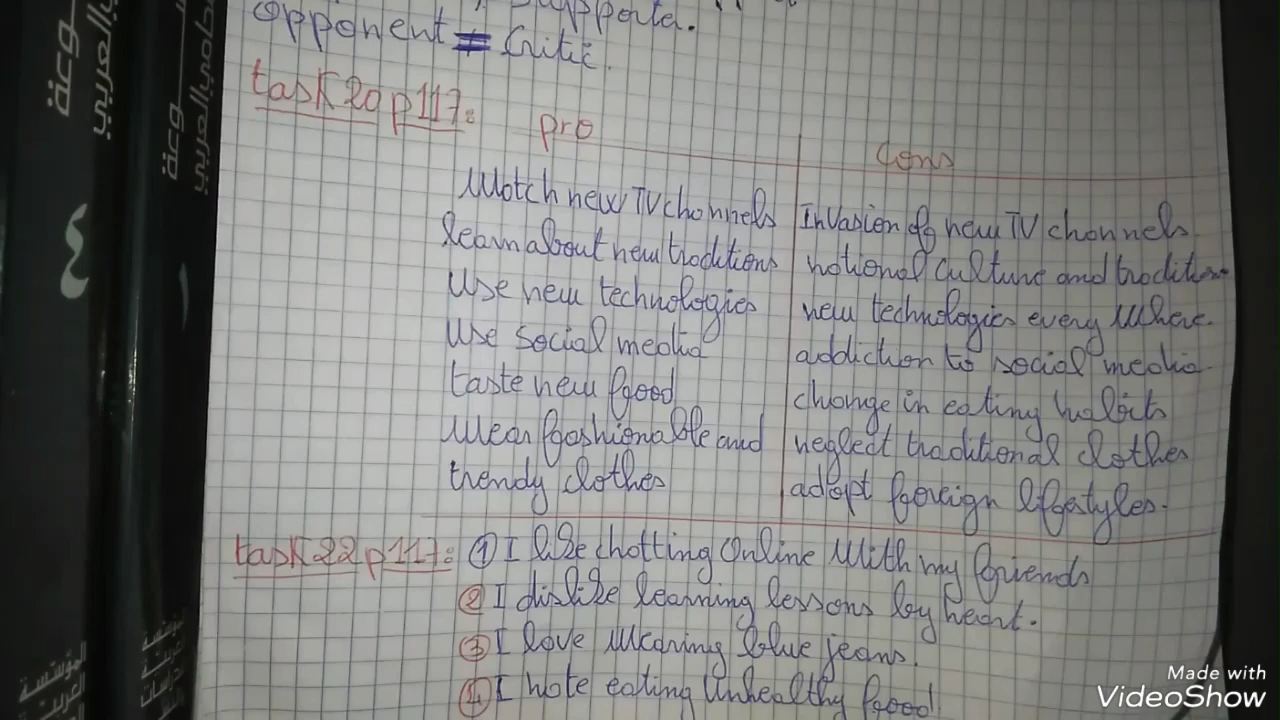 opponent = Critic.
task 20 p 117:
pro
Cons
Watch new TV channels
learn about new traditions
Use new technologies
Use social media
taste new food
Wear fashionable and
trendy clothes
Invasion of new TV channels
national culture and tradition
new technologies every where
addiction to social media
change in eating habits
neglect traditional clothes
adopt foreign lifestyles.
task 22 p 117: ① I like chatting Online With my friends
② I dislike learning lessons by heart.
③ I love wearing blue jeans.
④ I hate eating Unhealthy food
Made with
VideoShow